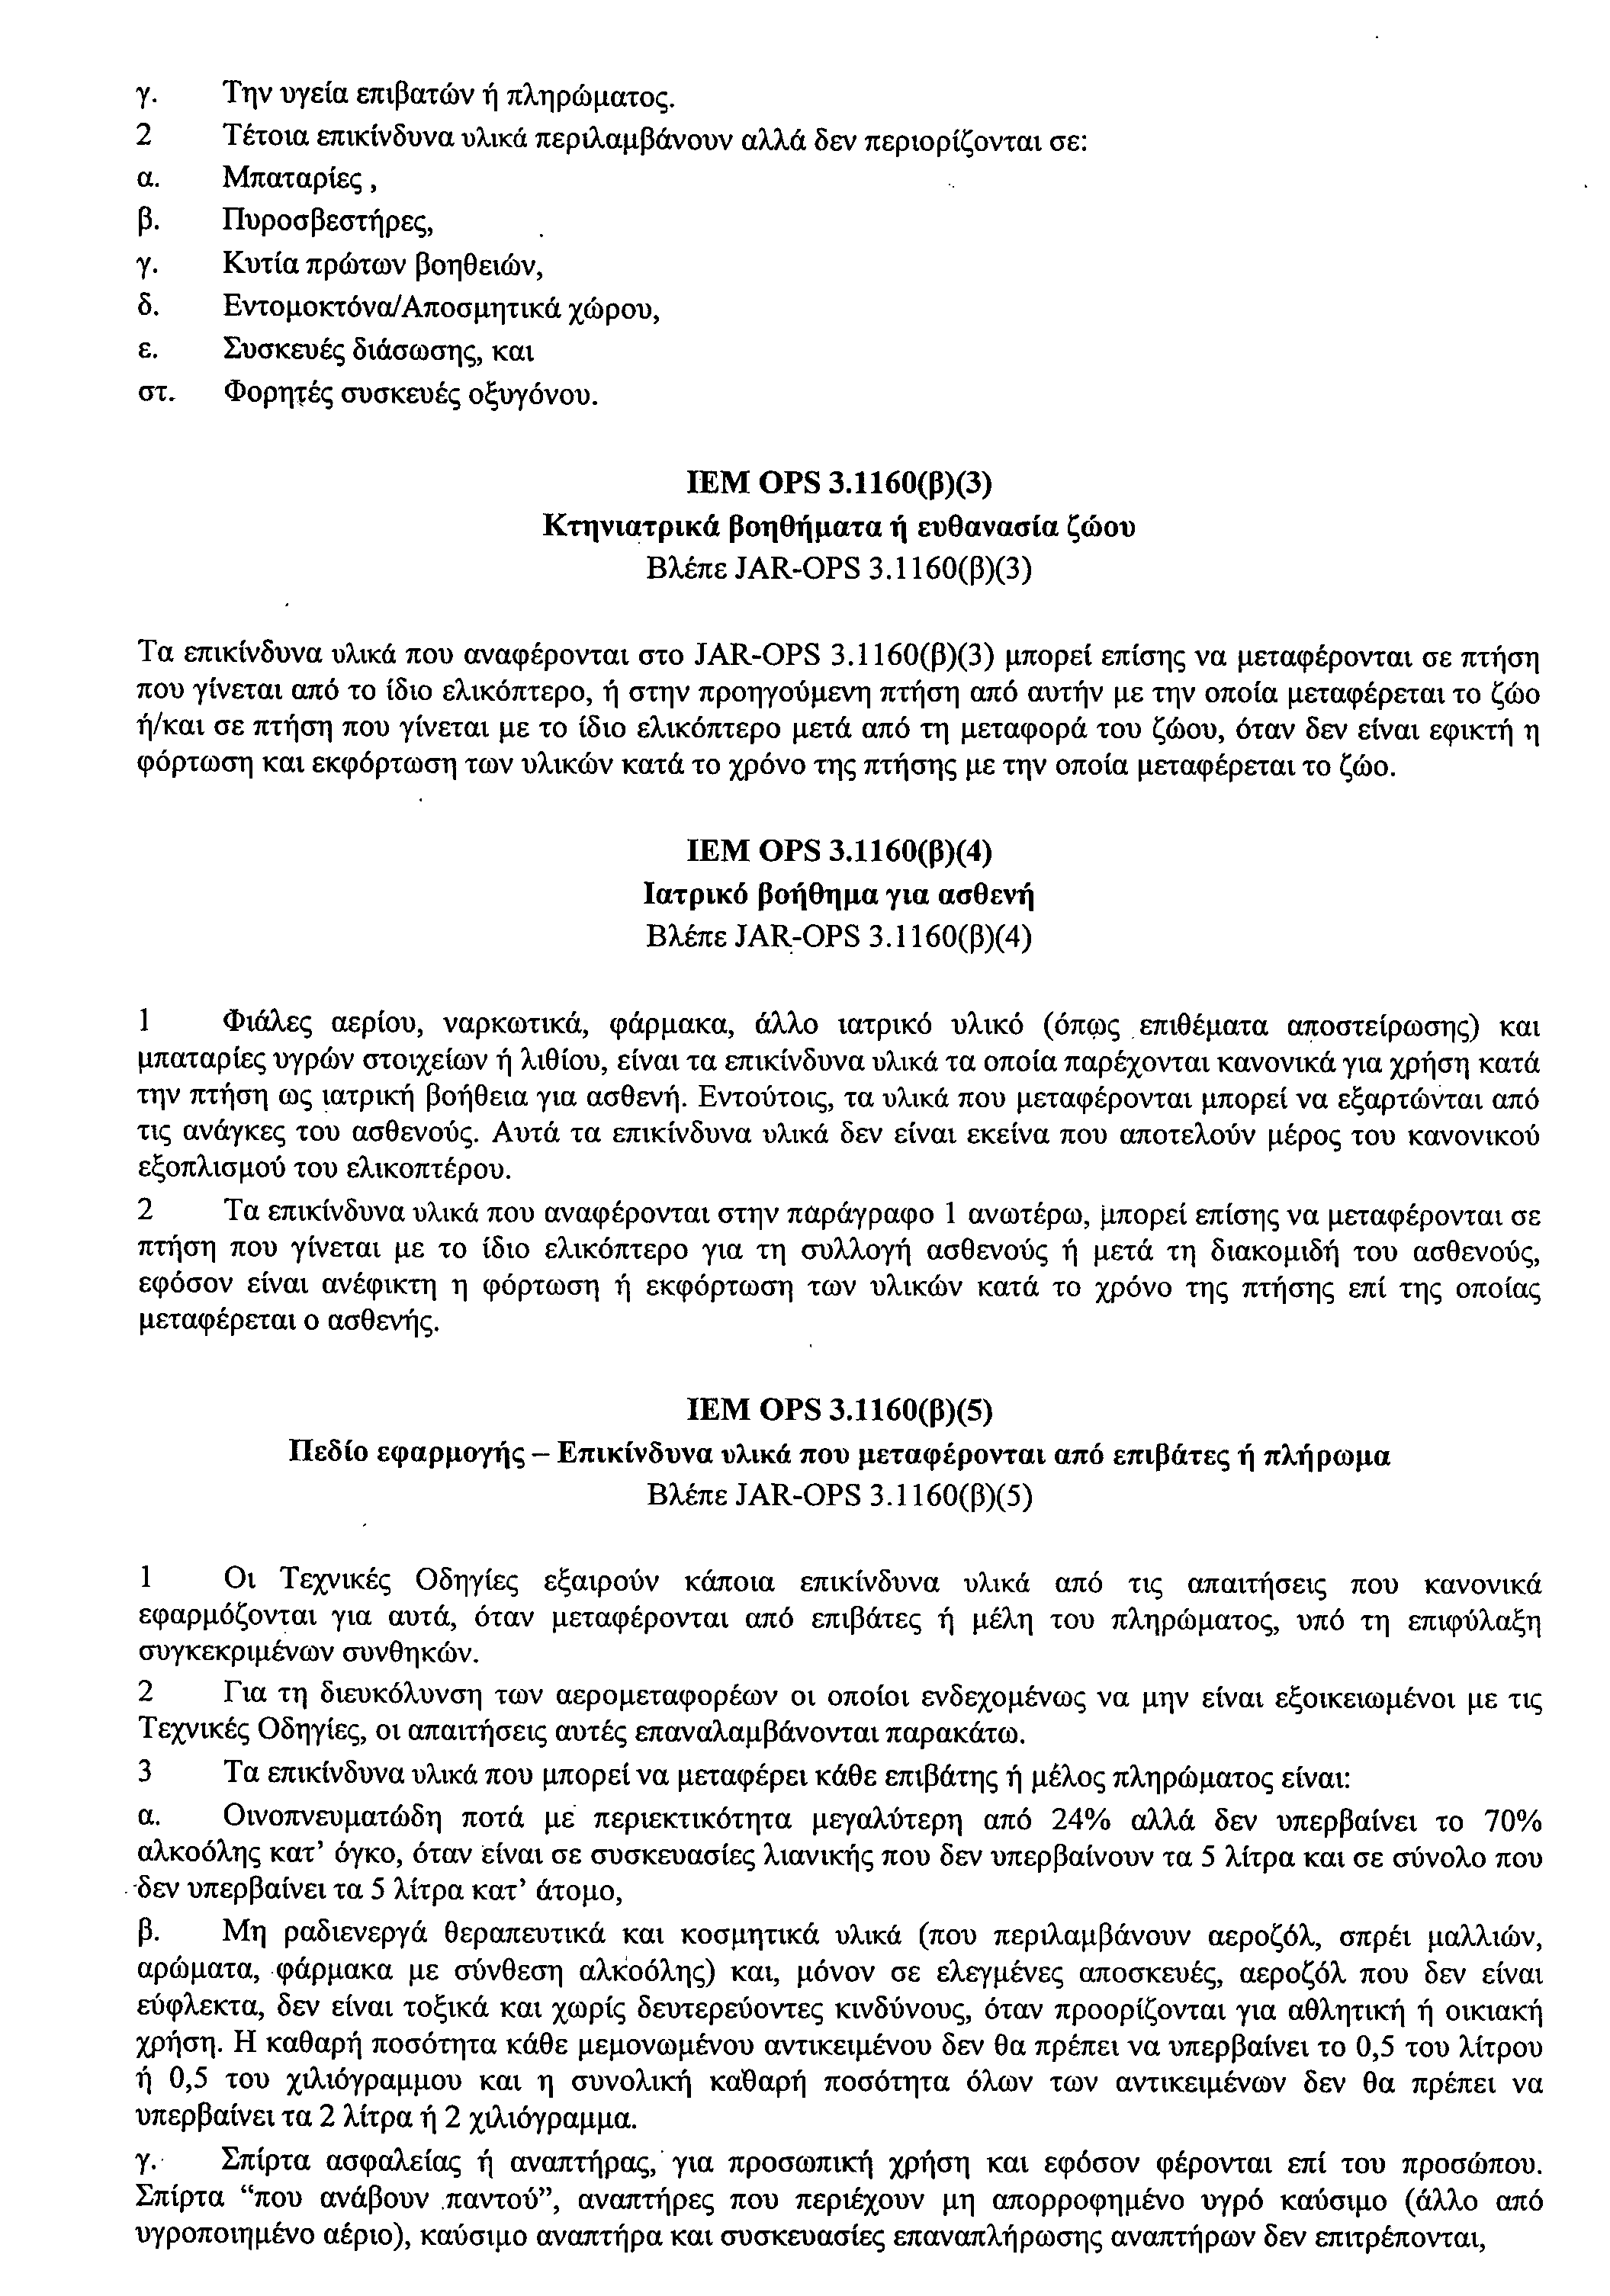 γ. Την υγεία επιβατών ή πληρώματος.
2 Τέτοια επικίνδυνα υλικά περιλαμβάνουν αλλά δεν περιορίζονται σε:
α. Μπαταρίες ,
β. Πυροσβεστήρες,
γ. Κυτία πρώτων βοηθειών,
δ. Εντομοκτόνα/Αποσμητικά χώρου,
ε. Συσκευές διάσωσης, και
στ. Φορητές συσκευές οξυγόνου.
IEM OPS 3.1160(β)(3)
Κτηνιατρικά βοηθήματα ή ευθανασία ζώου
Βλέπε JAR-OPS 3.1160(β)(3)
Τα επικίνδυνα υλικά που αναφέρονται στο JAR-OPS 3.1160(β)(3) μπορεί επίσης να μεταφέρονται σε πτήση
που γίνεται από το ίδιο ελικόπτερο, ή στην προηγούμενη πτήση από αυτήν με την οποία μεταφέρεται το ζώο
ή/και σε πτήση που γίνεται με το ίδιο ελικόπτερο μετά από τη μεταφορά του ζώου, όταν δεν είναι εφικτή η
φόρτωση και εκφόρτωση των υλικών κατά το χρόνο της πτήσης με την οποία μεταφέρεται το ζώο.
IEM OPS 3.1160(β)(4)
Ιατρικό βοήθημα για ασθενή
Βλέπε JAR-OPS 3.1160(β)(4)
1 Φιάλες αερίου, ναρκωτικά, φάρμακα, άλλο ιατρικό υλικό (όπως επιθέματα αποστείρωσης) και
μπαταρίες υγρών στοιχείων ή λιθίου, είναι τα επικίνδυνα υλικά τα οποία παρέχονται κανονικά για χρήση κατά
την πτήση ως ιατρική βοήθεια για ασθενή. Εντούτοις, τα υλικά που μεταφέρονται μπορεί να εξαρτώνται από
τις ανάγκες του ασθενούς. Αυτά τα επικίνδυνα υλικά δεν είναι εκείνα που αποτελούν μέρος του κανονικού
εξοπλισμού του ελικοπτέρου.
2 Τα επικίνδυνα υλικά που αναφέρονται στην παράγραφο 1 ανωτέρω, μπορεί επίσης να μεταφέρονται σε
πτήση που γίνεται με το ίδιο ελικόπτερο για τη συλλογή ασθενούς ή μετά τη διακομιδή του ασθενούς,
εφόσον είναι ανέφικτη η φόρτωση ή εκφόρτωση των υλικών κατά το χρόνο της πτήσης επί της οποίας
μεταφέρεται ο ασθενής.
IEM OPS 3.1160(β)(5)
Πεδίο εφαρμογής – Επικίνδυνα υλικά που μεταφέρονται από επιβάτες ή πλήρωμα
Βλέπε JAR-OPS 3.1160(β)(5)
1 Οι Τεχνικές Οδηγίες εξαιρούν κάποια επικίνδυνα υλικά από τις απαιτήσεις που κανονικά
εφαρμόζονται για αυτά, όταν μεταφέρονται από επιβάτες ή μέλη του πληρώματος, υπό τη επιφύλαξη
συγκεκριμένων συνθηκών.
2 Για τη διευκόλυνση των αερομεταφορέων οι οποίοι ενδεχομένως να μην είναι εξοικειωμένοι με τις
Τεχνικές Οδηγίες, οι απαιτήσεις αυτές επαναλαμβάνονται παρακάτω.
3 Τα επικίνδυνα υλικά που μπορεί να μεταφέρει κάθε επιβάτης ή μέλος πληρώματος είναι:
α. Οινοπνευματώδη ποτά με περιεκτικότητα μεγαλύτερη από 24% αλλά δεν υπερβαίνει το 70%
αλκοόλης κατ’ όγκο, όταν είναι σε συσκευασίες λιανικής που δεν υπερβαίνουν τα 5 λίτρα και σε σύνολο που
δεν υπερβαίνει τα 5 λίτρα κατ’ άτομο,
β. Μη ραδιενεργά θεραπευτικά και κοσμητικά υλικά (που περιλαμβάνουν αεροζόλ, σπρέι μαλλιών,
αρώματα, φάρμακα με σύνθεση αλκοόλης) και, μόνον σε ελεγμένες αποσκευές, αεροζόλ που δεν είναι
εύφλεκτα, δεν είναι τοξικά και χωρίς δευτερεύοντες κινδύνους, όταν προορίζονται για αθλητική ή οικιακή
χρήση. Η καθαρή ποσότητα κάθε μεμονωμένου αντικειμένου δεν θα πρέπει να υπερβαίνει το 0,5 του λίτρου
ή 0,5 του χιλιόγραμμου και η συνολική καθαρή ποσότητα όλων των αντικειμένων δεν θα πρέπει να
υπερβαίνει τα 2 λίτρα ή 2 χιλιόγραμμα.
γ. Σπίρτα ασφαλείας ή αναπτήρας, για προσωπική χρήση και εφόσον φέρονται επί του προσώπου.
Σπίρτα “που ανάβουν παντού”, αναπτήρες που περιέχουν μη απορροφημένο υγρό καύσιμο (άλλο από
υγροποιημένο αέριο), καύσιμο αναπτήρα και συσκευασίες επαναπλήρωσης αναπτήρων δεν επιτρέπονται,